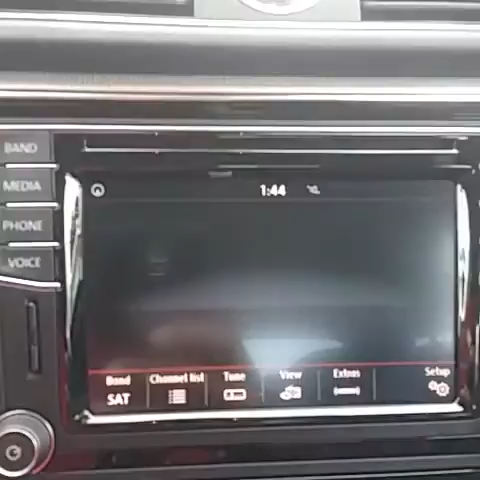 BAND
MEDIA
PHONE
VOICE
1:44
Band Channel list Tune View Extras Setup
SAT